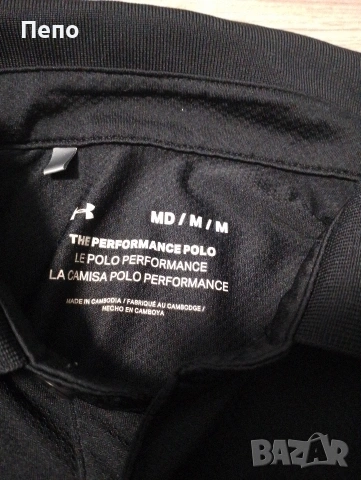 Пепо
MD / M / M
THE PERFORMANCE POLO
LE POLO PERFORMANCE
LA CAMISA POLO PERFORMANCE
MADE IN CAMBODIA / FABRIQUÉ AU CAMBODGE /
HECHO EN CAMBOYA
BAZAR